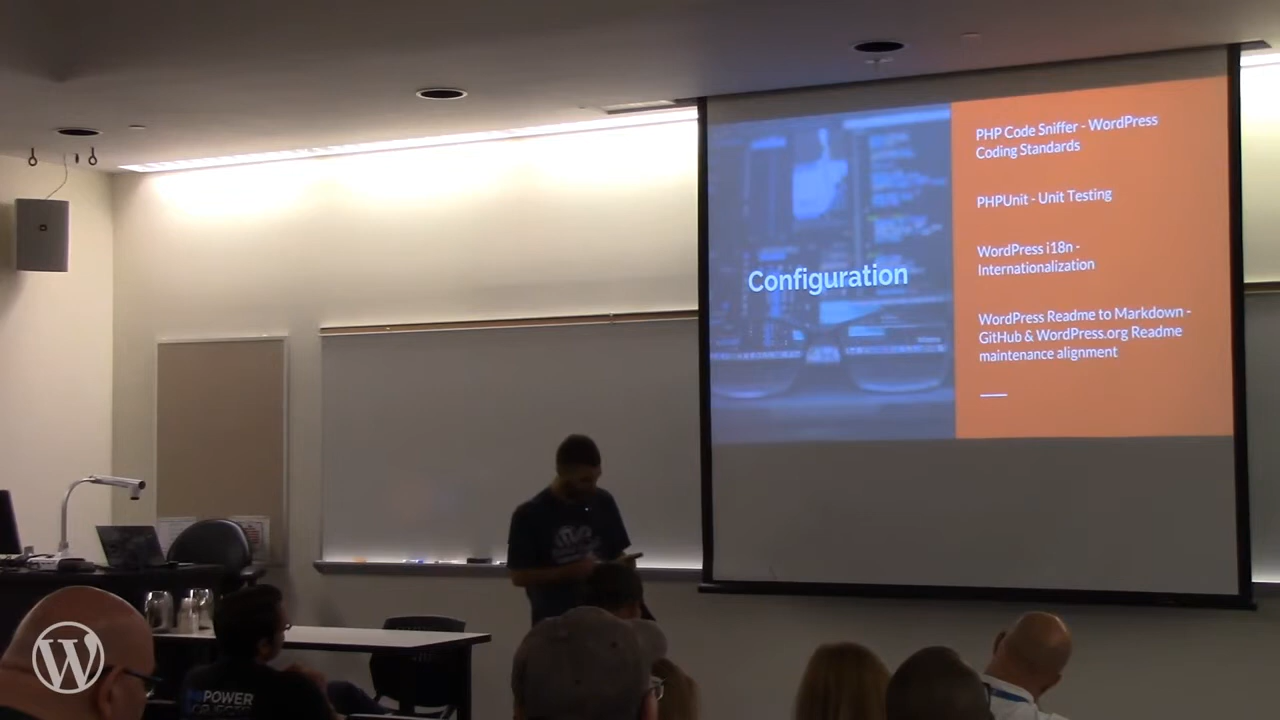 Configuration
PHP Code Sniffer - WordPress
Coding Standards
PHPUnit - Unit Testing
WordPress i18n -
Internationalization
WordPress Readme to Markdown -
GitHub & WordPress.org Readme
maintenance alignment
POWER
OBJECTS
W